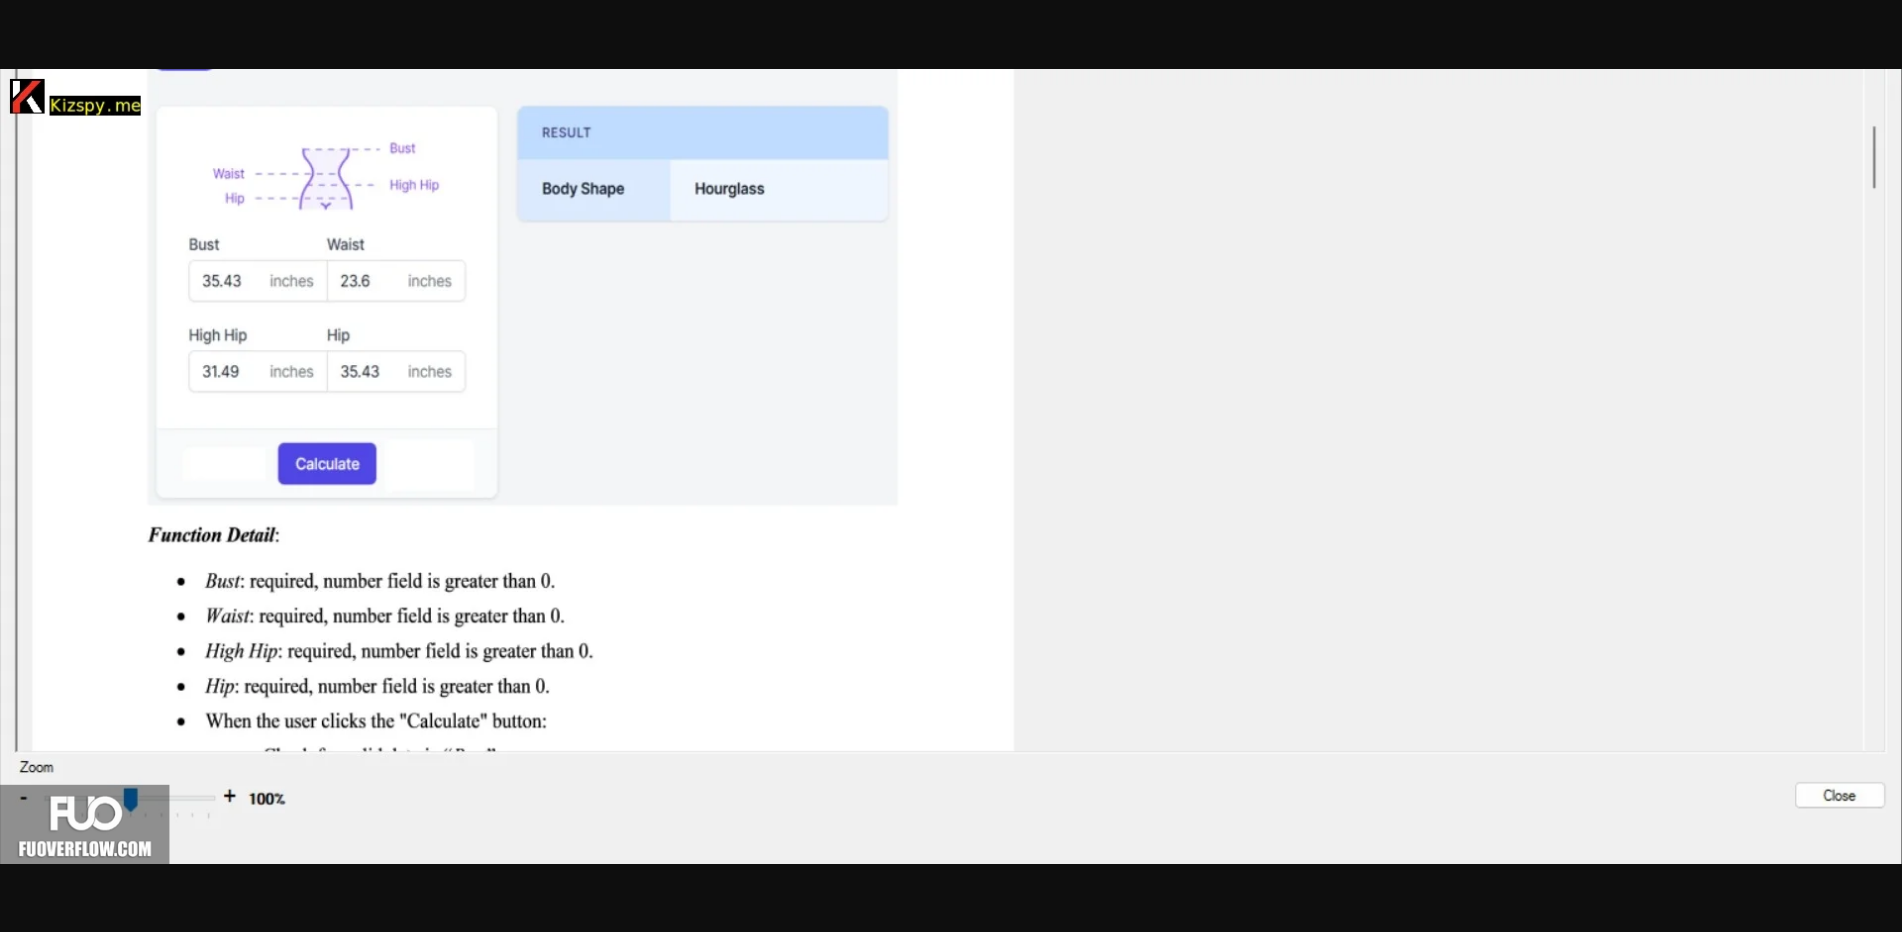 Kizspy.me
Bust
Waist
High Hip
Hip
Bust Waist
35.43 inches 23.6 inches
High Hip Hip
31.49 inches 35.43 inches
Calculate
RESULT
Body Shape Hourglass
Function Detail:
• Bust: required, number field is greater than 0.
• Waist: required, number field is greater than 0.
• High Hip: required, number field is greater than 0.
• Hip: required, number field is greater than 0.
• When the user clicks the "Calculate" button:
Zoom
- + 100%
Close
FUO
FUOVERFLOW.COM